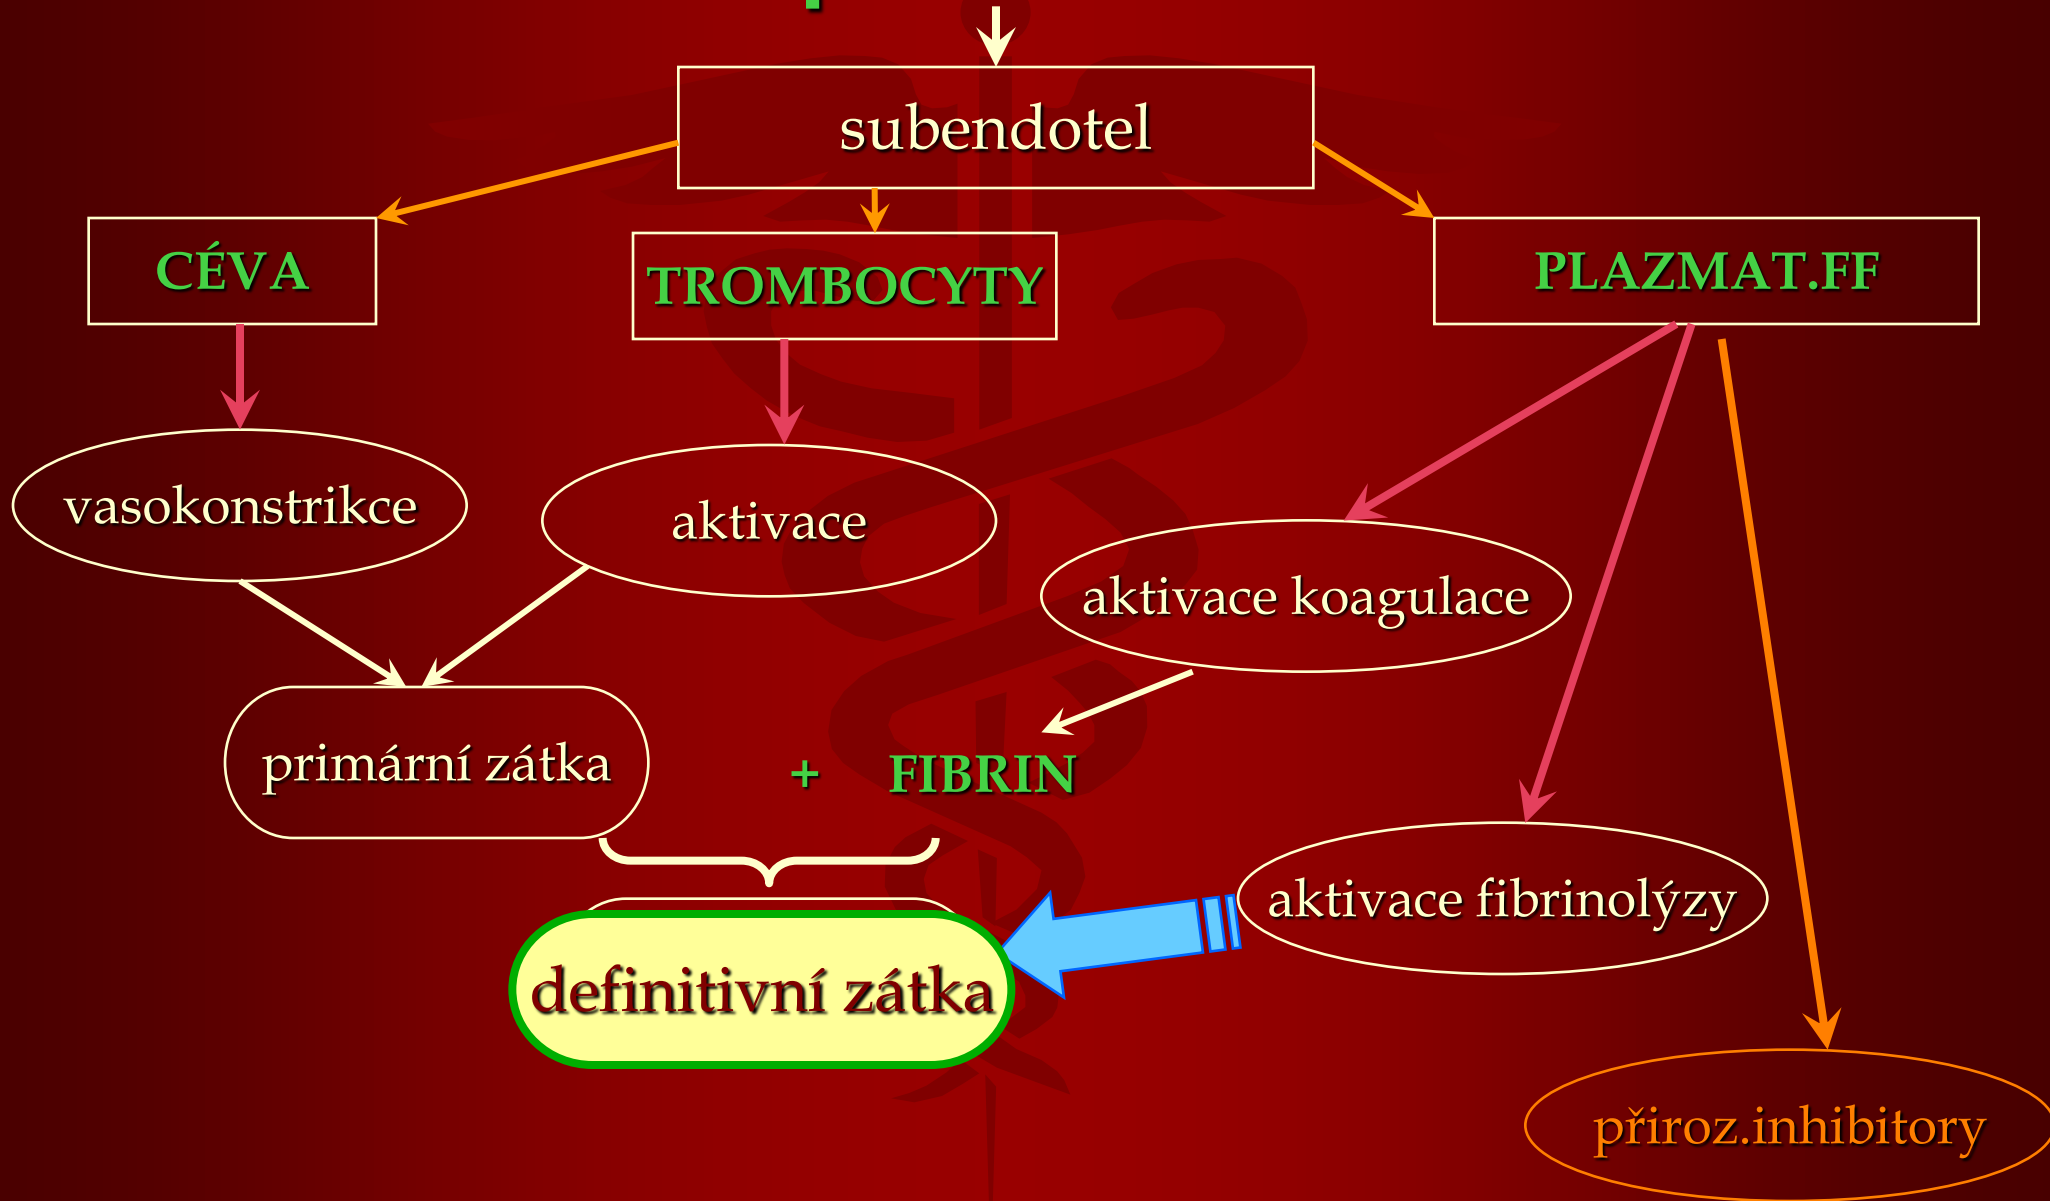 subendotel
CÉVA
TROMBOCYTY
PLAZMAT.FF
vasokonstrikce
aktivace
aktivace koagulace
primární zátka
+ FIBRIN
aktivace fibrinolýzy
definitivní zátka
přiroz.inhibitory